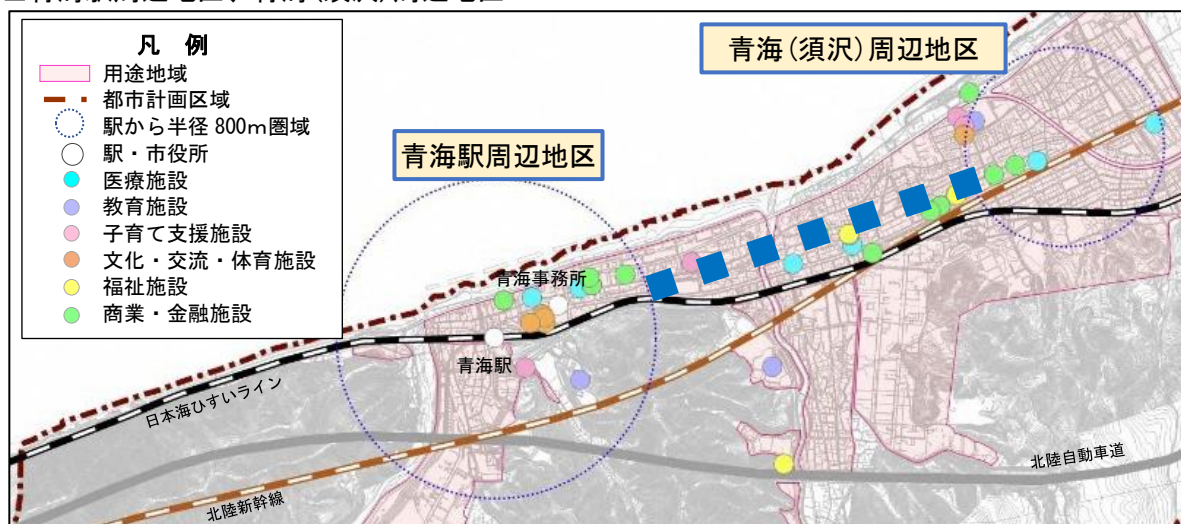 凡 例
用途地域
都市計画区域
駅から半径 800m圏域
駅・市役所
医療施設
教育施設
子育て支援施設
文化・交流・体育施設
福祉施設
商業・金融施設
青海(須沢)周辺地区
青海駅周辺地区
青海事務所
青海駅
日本海ひすいライン
北陸新幹線
北陸自動車道